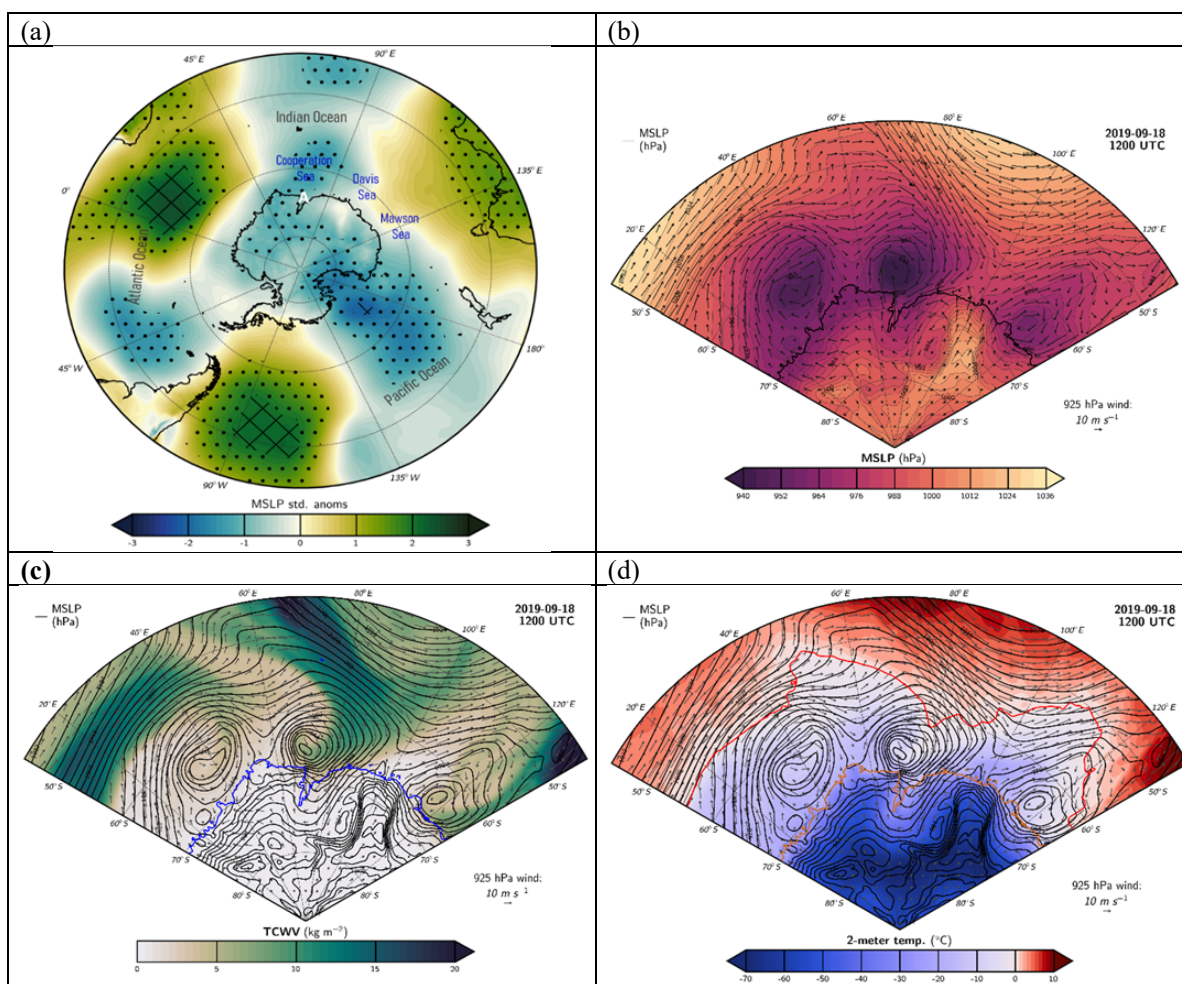 (a)
(b)
45° E
90° E
Indian Ocean
Cooperation
Sea
Davis
Sea
A
135° E
Mawson
Sea
0°
Atlantic Ocean
180°
Pacific Ocean
45° W
90° W
135° W
MSLP std. anoms
-3 -2 -1 0 1 2 3
MSLP
(hPa)
2019-09-18
1200 UTC
60° E
80° E
40° E
100° E
20° E
120° E
50° S
50° S
60° S
60° S
70° S
70° S
80° S
80° S
925 hPa wind:
10 m s⁻¹
MSLP (hPa)
940 952 964 976 988 1000 1012 1024 1036
(c)
(d)
MSLP
(hPa)
2019-09-18
1200 UTC
60° E
80° E
40° E
100° E
20° E
120° E
50° S
50° S
60° S
60° S
70° S
70° S
80° S
80° S
925 hPa wind:
10 m s⁻¹
TCWV (kg m⁻²)
0 5 10 15 20
MSLP
(hPa)
2019-09-18
1200 UTC
60° E
80° E
40° E
100° E
20° E
120° E
50° S
50° S
60° S
60° S
70° S
70° S
80° S
80° S
925 hPa wind:
10 m s⁻¹
2-meter temp. (°C)
-70 -60 -50 -40 -30 -20 -10 0 10